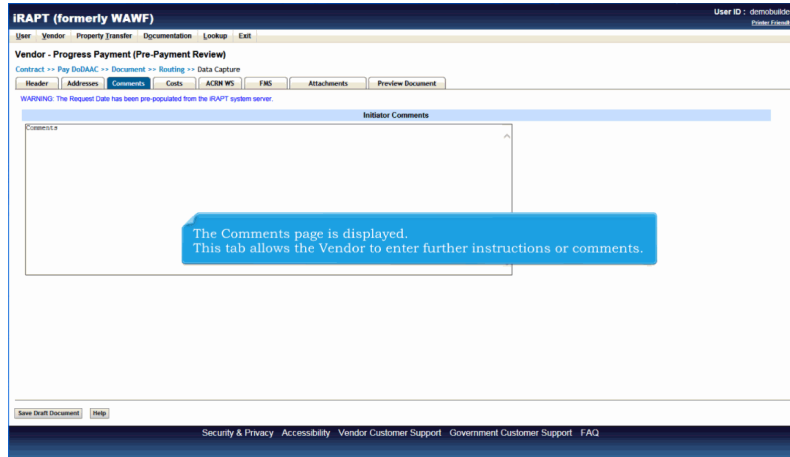 User ID : demobuilde
iRAPT (formerly WAWF)
Printer Friendl
User Vendor Property Transfer Documentation Lookup Exit
Vendor - Progress Payment (Pre-Payment Review)
Contract >> Pay DoDAAC >> Document >> Routing >> Data Capture
Header Addresses Comments Costs ACRN WS FMS Attachments Preview Document
WARNING: The Request Date has been pre-populated from the iRAPT system server.
Initiator Comments
Comments
The Comments page is displayed.
This tab allows the Vendor to enter further instructions or comments.
Save Draft Document Help
Security & Privacy Accessibility Vendor Customer Support Government Customer Support FAQ